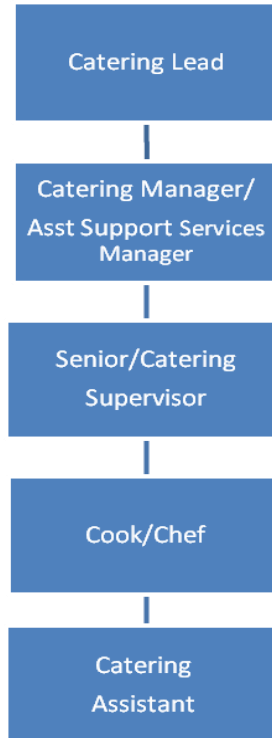 Catering Lead
Catering Manager/
Asst Support Services
Manager
Senior/Catering
Supervisor
Cook/Chef
Catering
Assistant